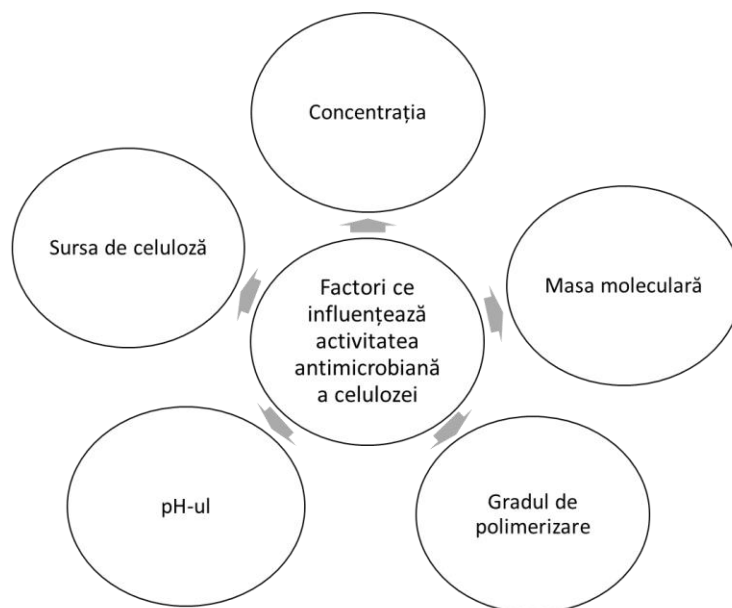 Concentrația
Sursa de celuloză
Masa moleculară
Factori ce
influențează
activitatea
antimicrobiană
a celulozei
pH-ul
Gradul de
polimerizare